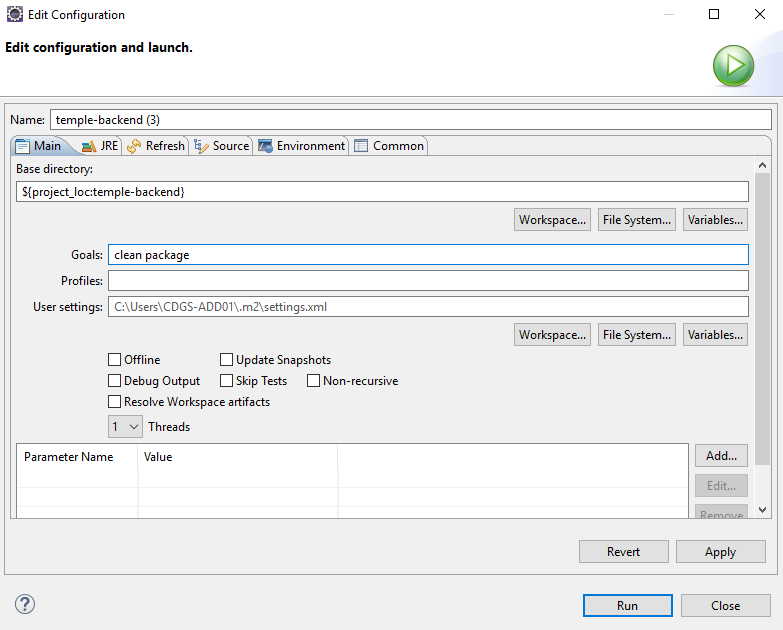 Edit Configuration
Edit configuration and launch.
Name: temple-backend (3)
Main JRE Refresh Source Environment Common
Base directory:
${project_loc:temple-backend}
Workspace... File System... Variables...
Goals: clean package
Profiles:
User settings: C:\Users\CDGS-ADD01\.m2\settings.xml
Workspace... File System... Variables...
Offline Update Snapshots
Debug Output Skip Tests Non-recursive
Resolve Workspace artifacts
1 Threads
Parameter Name Value Add...
Edit...
Remove
Revert Apply
? Run Close